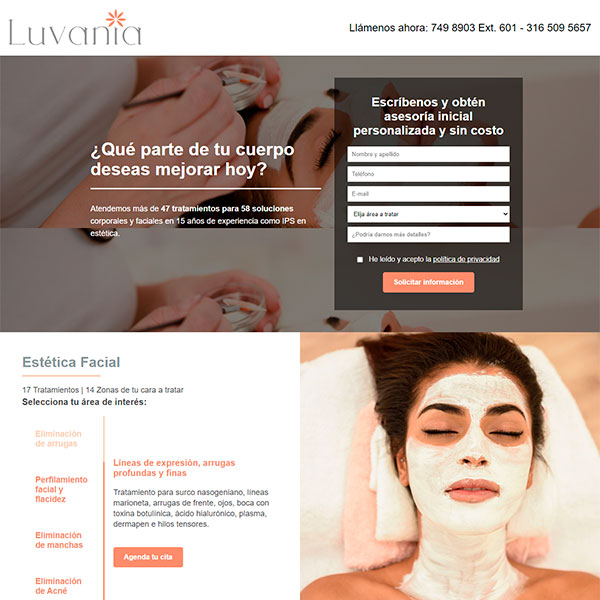 Luvania
Llámenos ahora: 749 8903 Ext. 601 - 316 509 5657
¿Qué parte de tu cuerpo
deseas mejorar hoy?
Atendemos más de 47 tratamientos para 58 soluciones
corporales y faciales en 15 años de experiencia como IPS en
estética.
Escríbenos y obtén
asesoría inicial
personalizada y sin costo
Nombre y apellido
Teléfono
E-mail
Elija área a tratar
¿Podría darnos más detalles?
He leído y acepto la política de privacidad
Solicitar información
Estética Facial
17 Tratamientos | 14 Zonas de tu cara a tratar
Selecciona tu área de interés:
Eliminación
de arrugas
Perfilamiento
facial y
flacidez
Eliminación
de manchas
Eliminación
de Acné
Líneas de expresión, arrugas
profundas y finas
Tratamiento para surco nasogeniano, líneas
marioneta, arrugas de frente, ojos, boca con
toxina botulínica, ácido hialurónico, plasma,
dermapen e hilos tensores.
Agenda tu cita